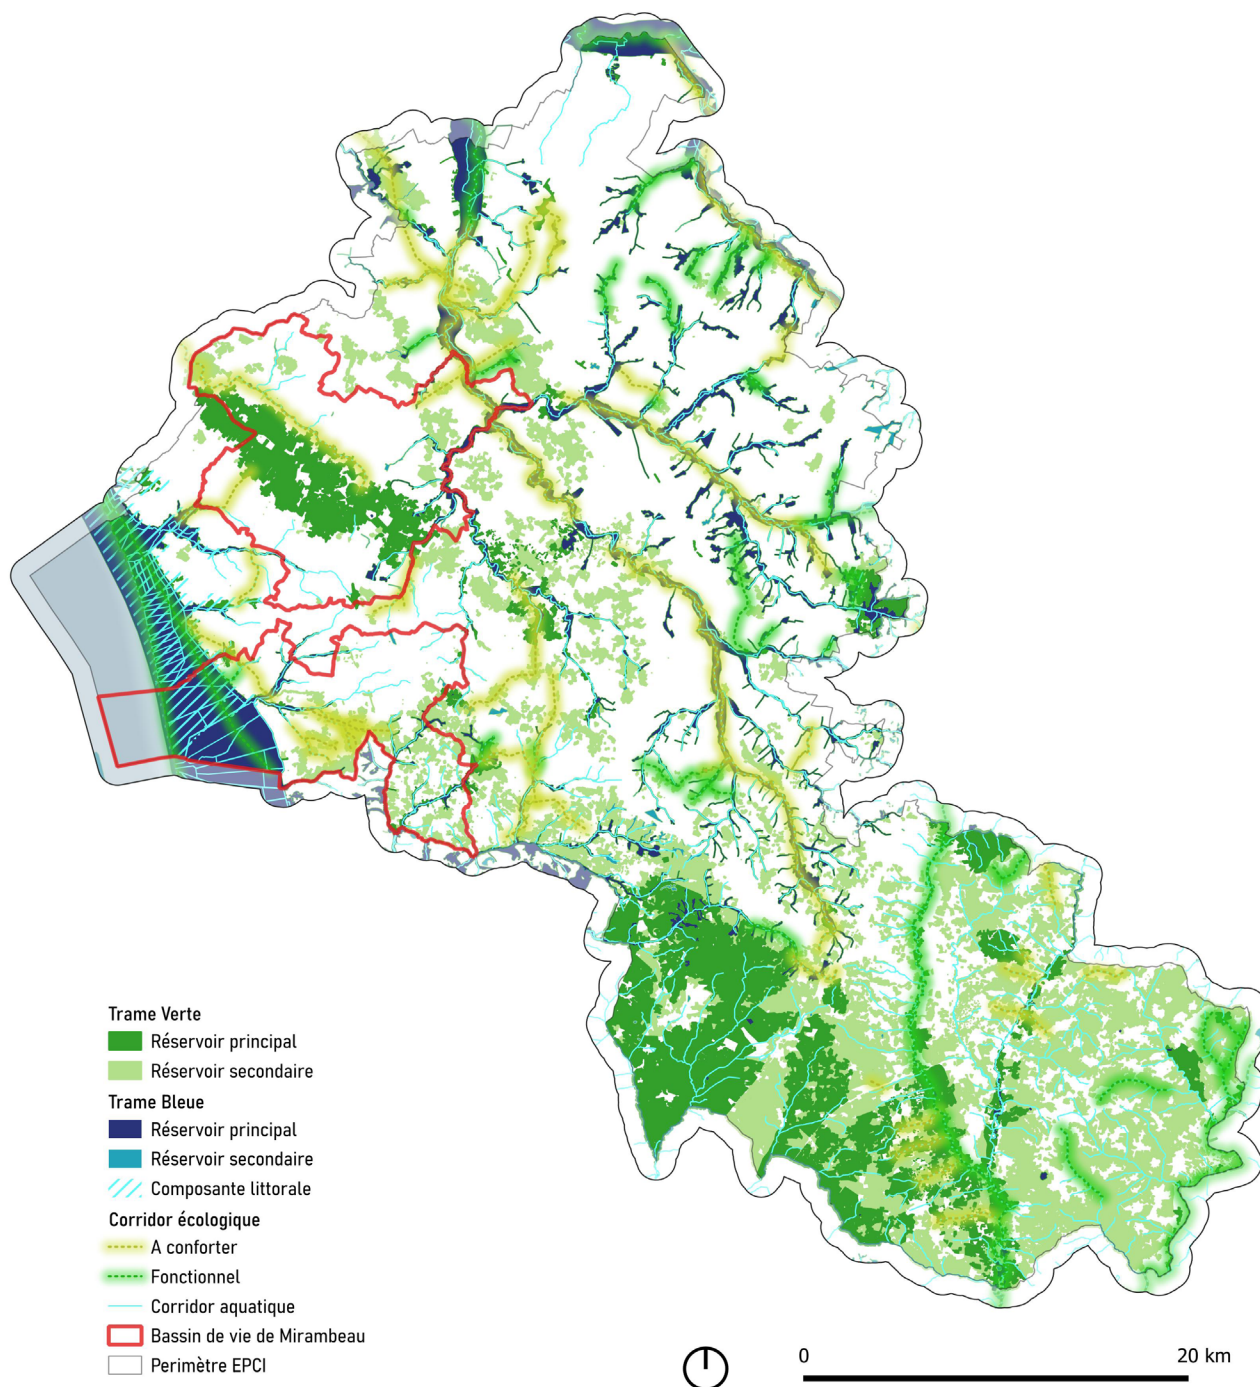 Trame Verte
Réservoir principal
Réservoir secondaire
Trame Bleue
Réservoir principal
Réservoir secondaire
Composante littorale
Corridor écologique
A conforter
Fonctionnel
Corridor aquatique
Bassin de vie de Mirambeau
Perimètre EPCI
0 20 km